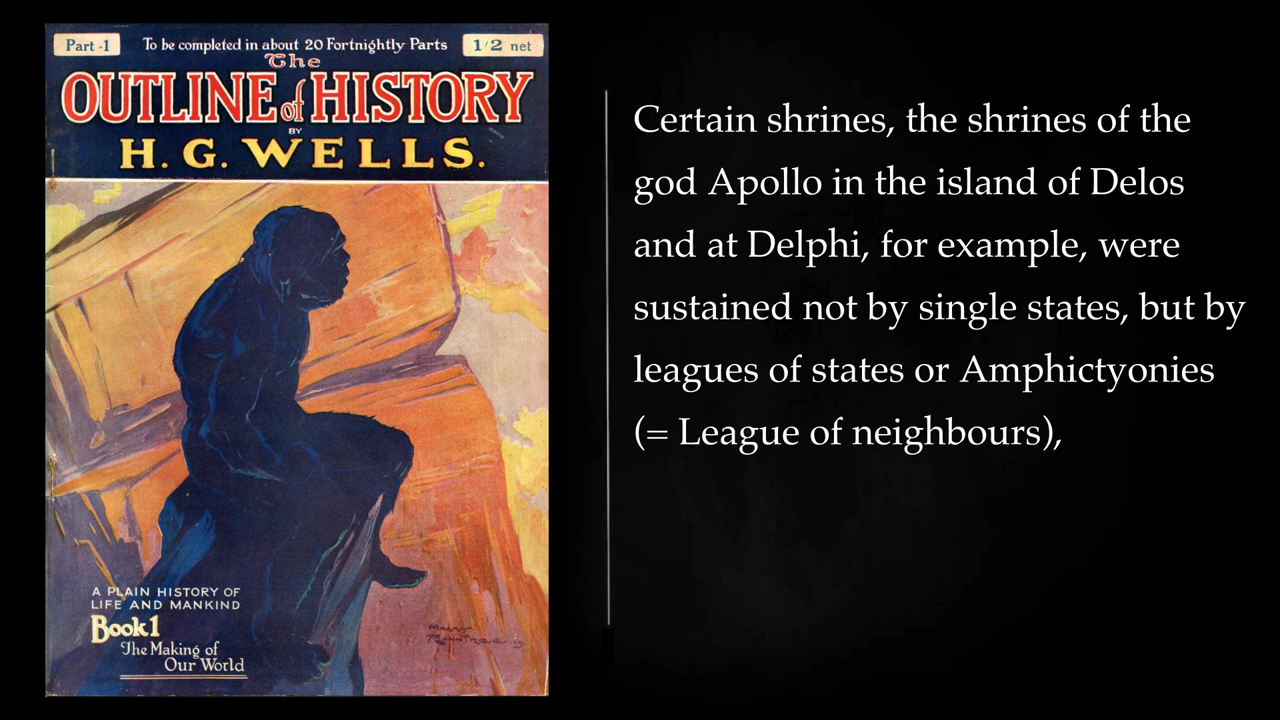 Part -1
To be completed in about 20 Fortnightly Parts
1/2 net
The
OUTLINE of HISTORY
BY
H. G. WELLS.
A PLAIN HISTORY OF
LIFE AND MANKIND
Book 1
The Making of
Our World
Certain shrines, the shrines of the
god Apollo in the island of Delos
and at Delphi, for example, were
sustained not by single states, but by
leagues of states or Amphictyonies
(= League of neighbours),